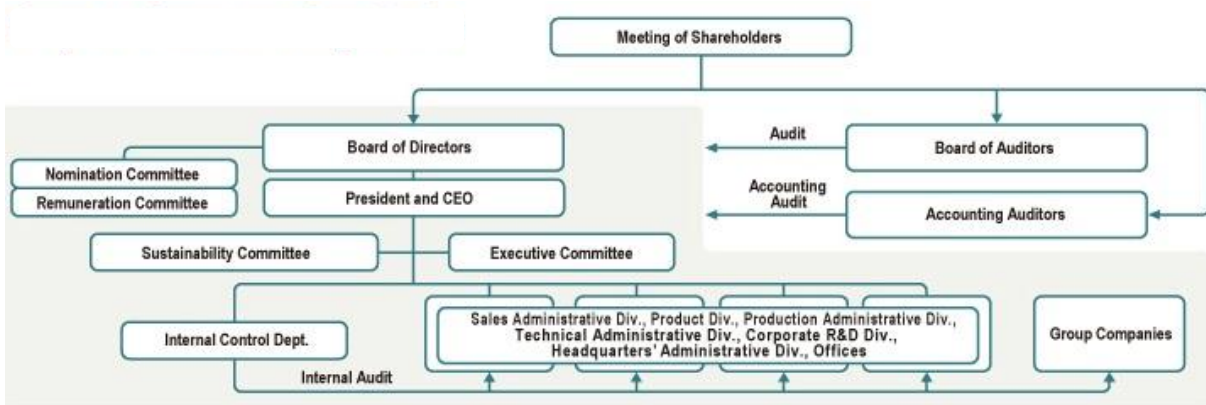 Meeting of Shareholders
Board of Directors
Audit
Board of Auditors
Nomination Committee
Remuneration Committee
President and CEO
Accounting
Audit
Accounting Auditors
Sustainability Committee
Executive Committee
Internal Control Dept.
Sales Administrative Div., Product Div., Production Administrative Div.,
Technical Administrative Div., Corporate R&D Div.,
Headquarters' Administrative Div., Offices
Group Companies
Internal Audit